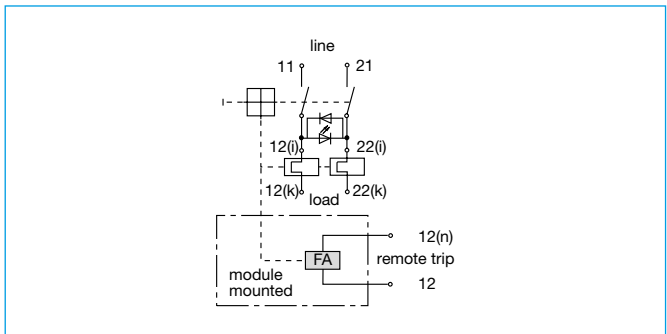 line
11 21
12(i) 22(i)
12(k) 22(k)
load
12(n)
FA remote trip
module
mounted
12